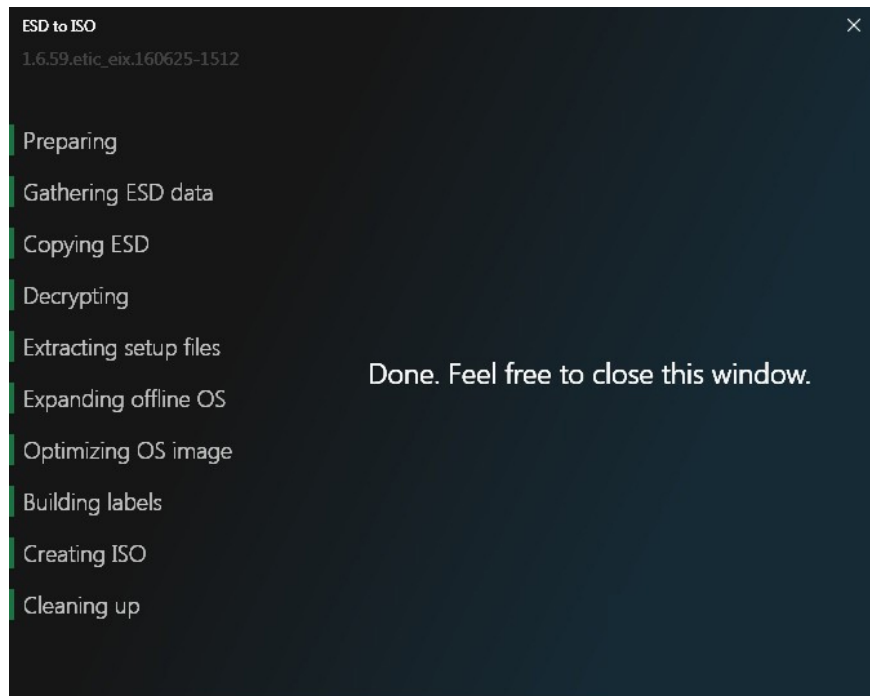 ESD to ISO
1.6.59.etic_eix.160625-1512
Preparing
Gathering ESD data
Copying ESD
Decrypting
Extracting setup files
Expanding offline OS
Optimizing OS image
Building labels
Creating ISO
Cleaning up
Done. Feel free to close this window.